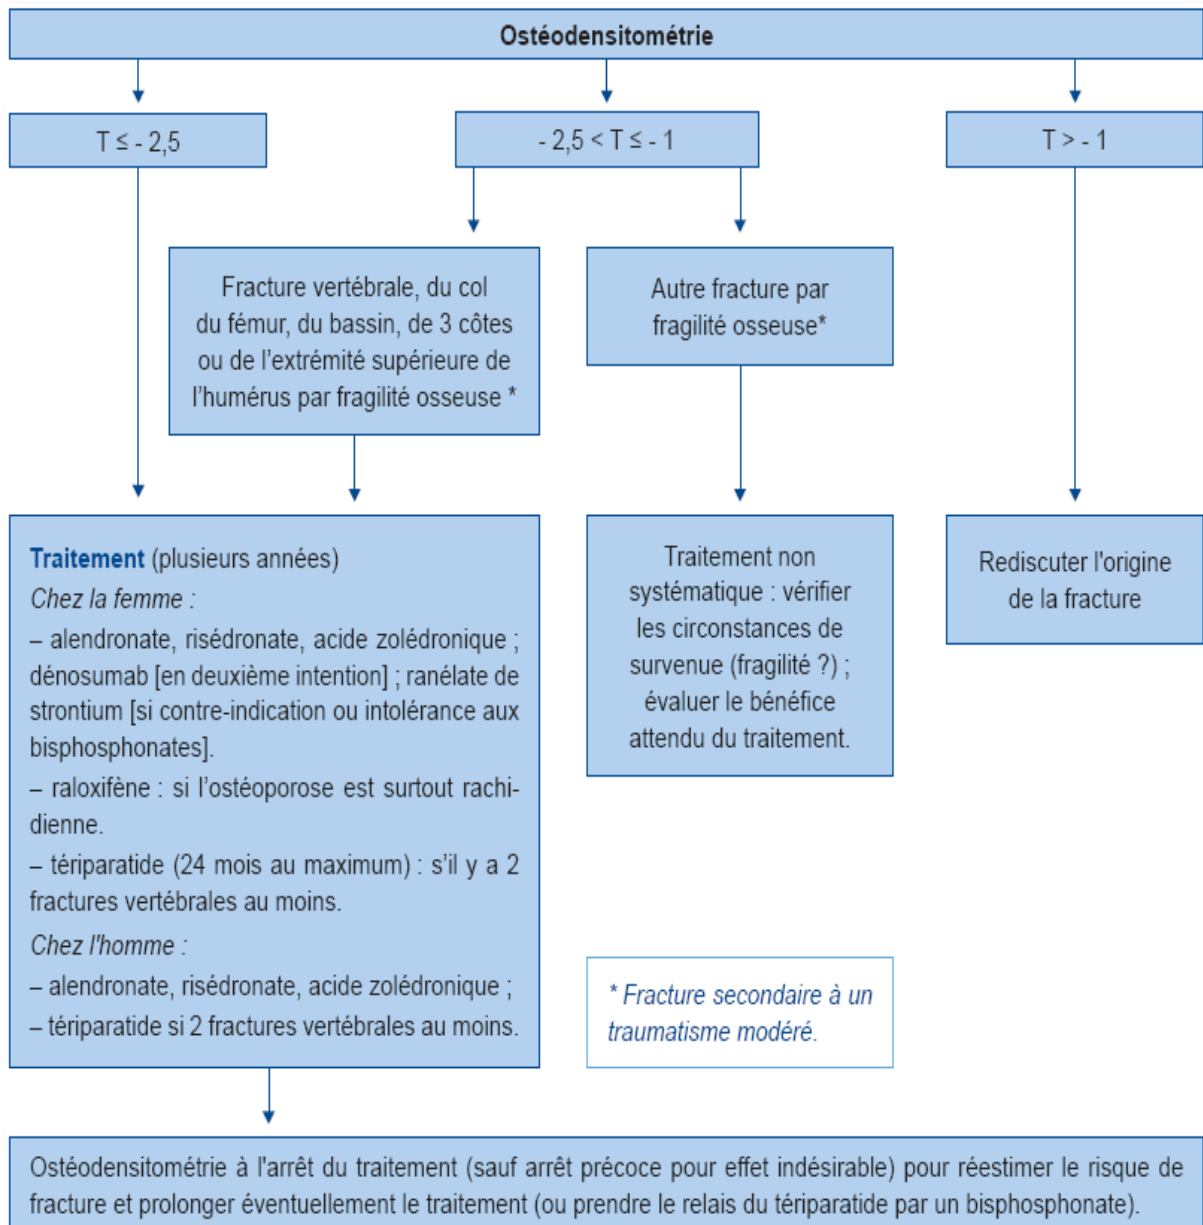 Ostéodensitométrie
T ≤ - 2,5
- 2,5 < T ≤ - 1
T > - 1
Fracture vertébrale, du col
du fémur, du bassin, de 3 côtes
ou de l'extrémité supérieure de
l'humérus par fragilité osseuse *
Autre fracture par
fragilité osseuse*
Traitement (plusieurs années)
Chez la femme :
– alendronate, risédronate, acide zolédronique ;
dénosumab [en deuxième intention] ; ranélate de
strontium [si contre-indication ou intolérance aux
bisphosphonates].
– raloxifène : si l'ostéoporose est surtout rachi-
dienne.
– tériparatide (24 mois au maximum) : s'il y a 2
fractures vertébrales au moins.
Chez l'homme :
– alendronate, risédronate, acide zolédronique ;
– tériparatide si 2 fractures vertébrales au moins.
Traitement non
systématique : vérifier
les circonstances de
survenue (fragilité ?) ;
évaluer le bénéfice
attendu du traitement.
Rediscuter l'origine
de la fracture
* Fracture secondaire à un
traumatisme modéré.
Ostéodensitométrie à l'arrêt du traitement (sauf arrêt précoce pour effet indésirable) pour réestimer le risque de
fracture et prolonger éventuellement le traitement (ou prendre le relais du tériparatide par un bisphosphonate).